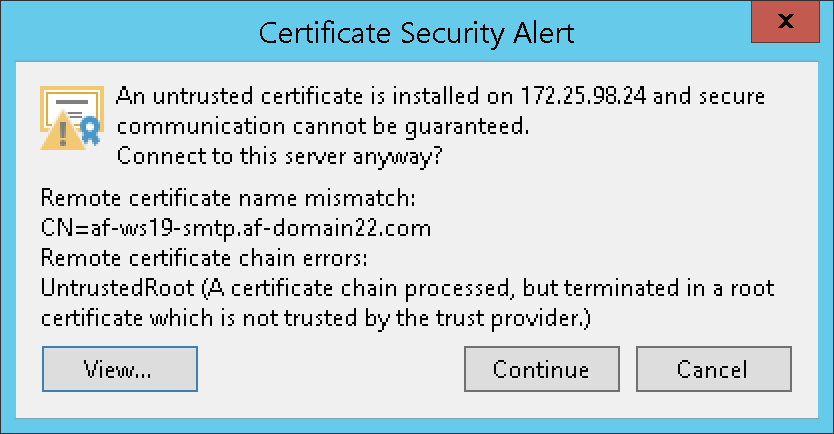 Certificate Security Alert
x
An untrusted certificate is installed on 172.25.98.24 and secure
communication cannot be guaranteed.
Connect to this server anyway?
Remote certificate name mismatch:
CN=af-ws19-smtp.af-domain22.com
Remote certificate chain errors:
UntrustedRoot (A certificate chain processed, but terminated in a root
certificate which is not trusted by the trust provider.)
View...
Continue
Cancel